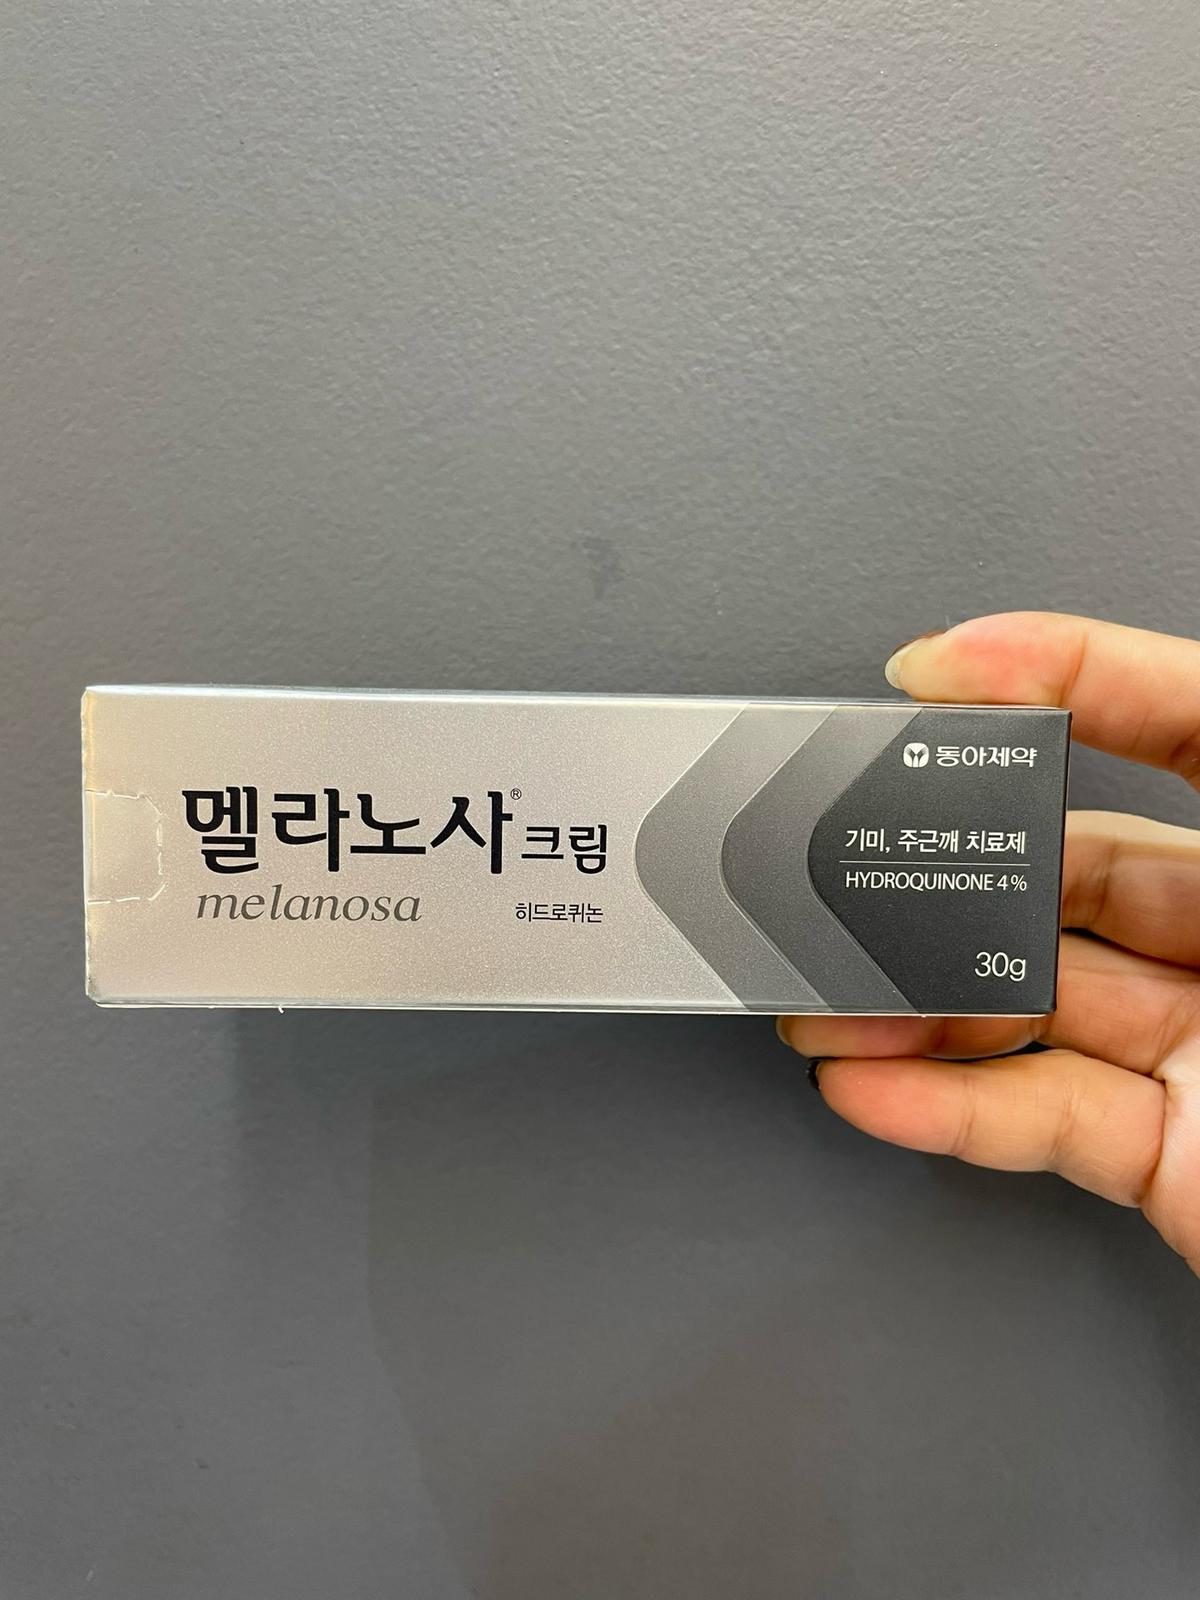 멜라노사® 크림
melanosa 히드로퀴논
동아제약
기미, 주근깨 치료제
HYDROQUINONE 4%
30g